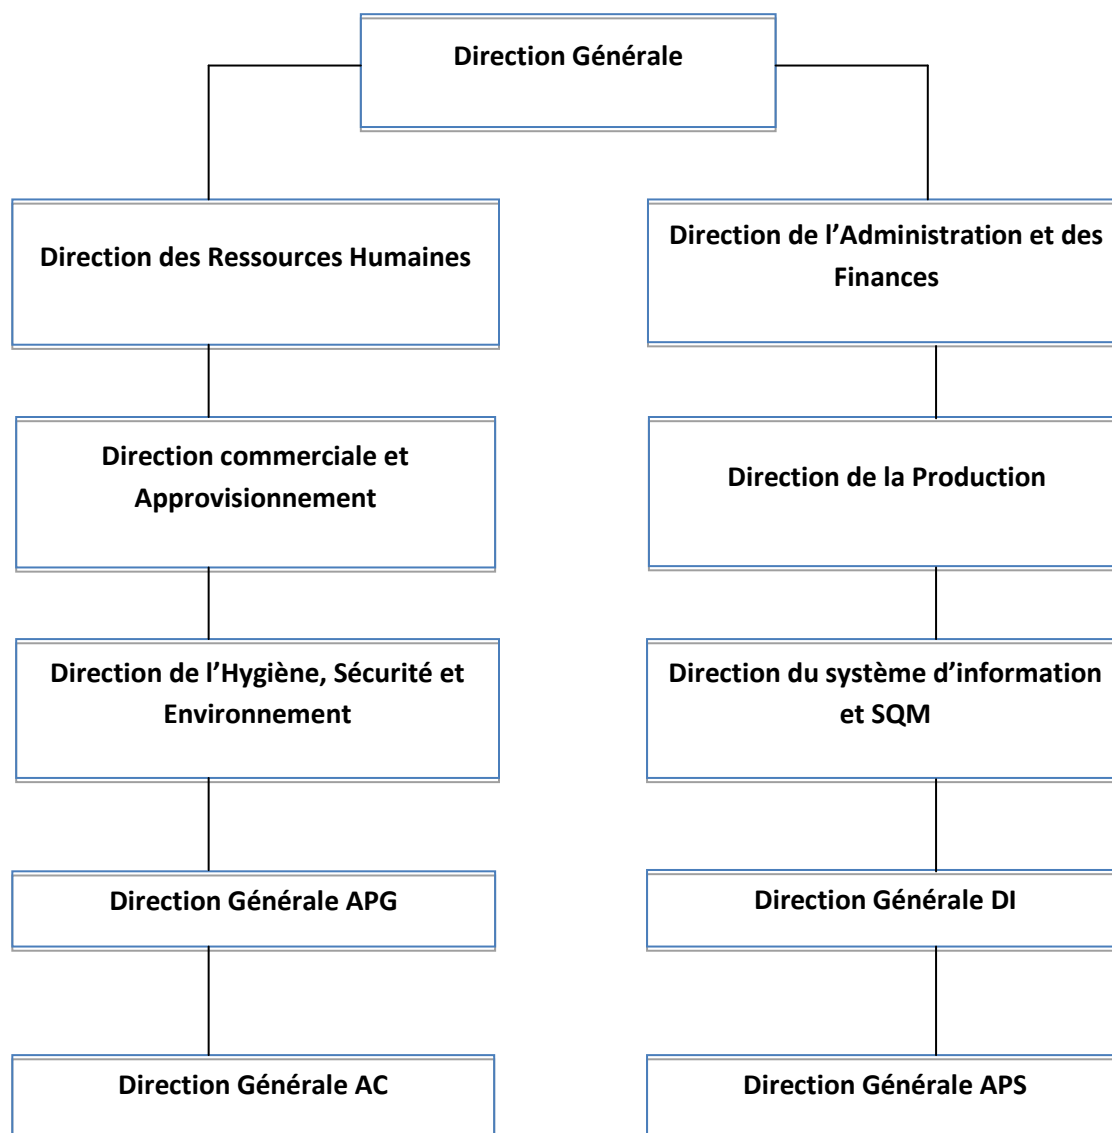 Direction Générale
Direction des Ressources Humaines
Direction de l’Administration et des
Finances
Direction commerciale et
Approvisionnement
Direction de la Production
Direction de l’Hygiène, Sécurité et
Environnement
Direction du système d’information
et SQM
Direction Générale APG
Direction Générale DI
Direction Générale AC
Direction Générale APS